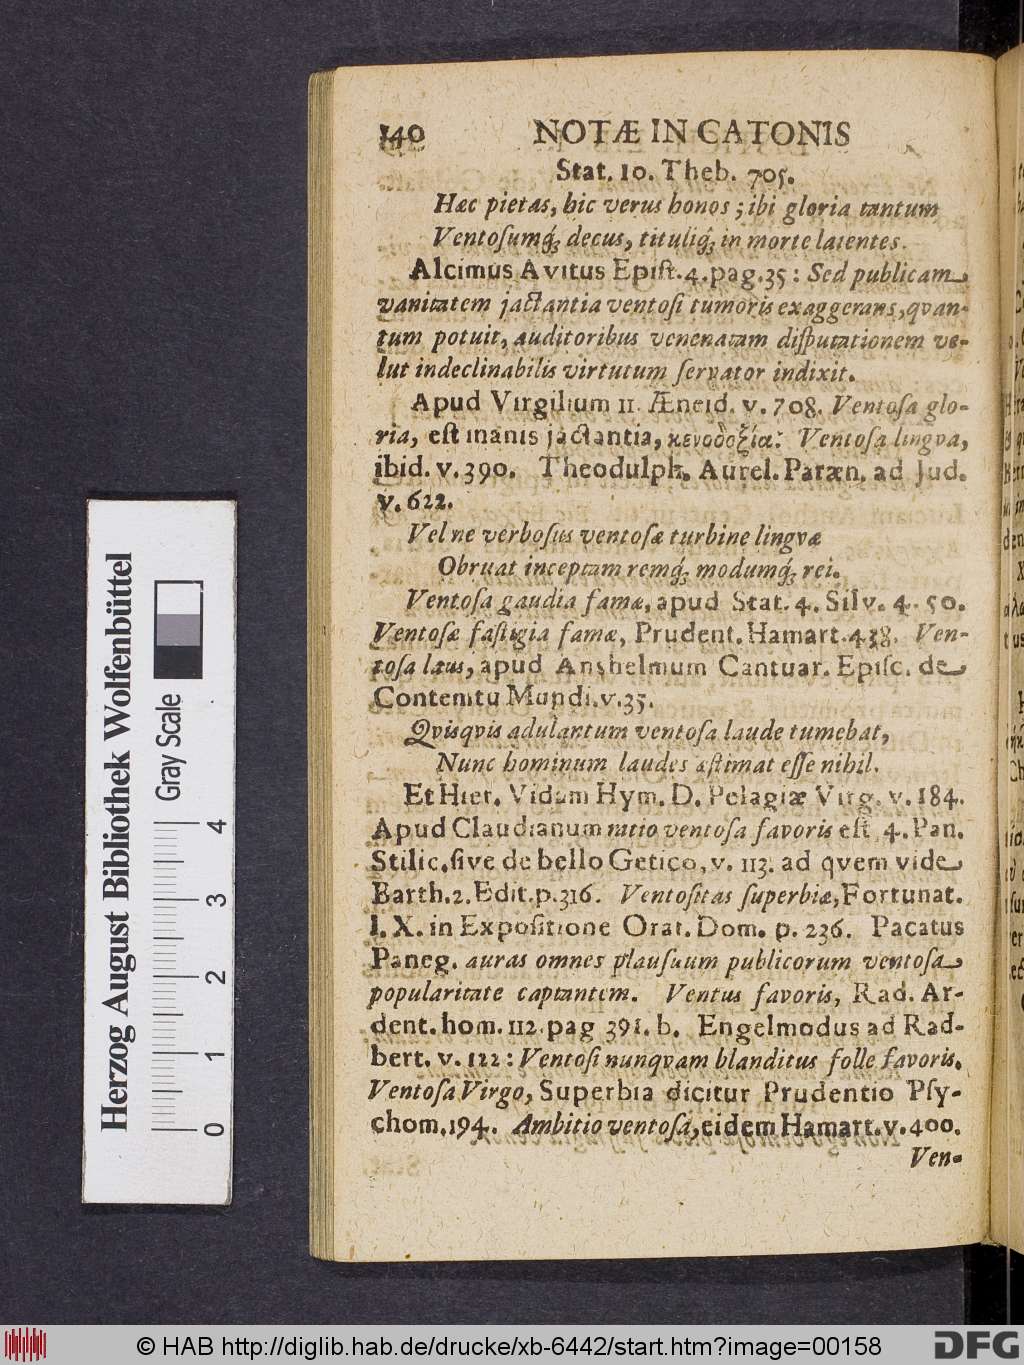 140 NOTÆ IN CATONIS
Stat. 10. Theb. 705.
Hæc pietas, hic verus honos; ibi gloria tantum
Ventoſumq́; decus, tituliq́; in morte latentes.
Alcimus Avitus Epiſt. 4. pag. 35: Sed publicam
vanitatem jactantia ventoſi tumoris exaggerans, qvan-
tum potuit, auditoribus venenatam diſputationem ve-
lut indeclinabilis virtutum ſervator indixit.
Apud Virgilium 11. Æneid. v. 708. Ventoſa glo-
ria, eſt inanis jactantia, κενοδοξία: Ventoſa lingva,
ibid. v. 390. Theodulph. Aurel. Paræn. ad Jud.
v. 622.
Vel ne verboſus ventoſæ turbine lingvæ
Obruat inceptam remq́; modumq́; rei.
Ventoſa gaudia famæ, apud Stat. 4. Silv. 4. 50.
Ventoſæ faſtigia famæ, Prudent. Hamart. 438. Ven-
toſa laus, apud Anshelmum Cantuar. Epiſc. de
Contemtu Mundi. v. 35.
Qvisqvis adulantum ventoſa laude tumebat,
Nunc hominum laudes æſtimat eſſe nihil.
Et Hier. Vidam Hym. D. Pelagiæ Virg. v. 184.
Apud Claudianum ratio ventoſa favoris eſt 4. Pan.
Stilic. ſive de bello Getico, v. 113. ad qvem vide
Barth. 2. Edit. p. 316. Ventoſitas ſuperbiæ, Fortunat.
l. X. in Expoſitione Orat. Dom. p. 236. Pacatus
Paneg. auras omnes plauſuum publicorum ventoſa
popularitate captantem. Ventus favoris, Rad. Ar-
dent. hom. 112. pag 391. b. Engelmodus ad Rad-
bert. v. 122: Ventoſi nunqvam blanditus folle favoris.
Ventoſa Virgo, Superbia dicitur Prudentio Pſy-
chom. 194. Ambitio ventoſa, eidem Hamart. v. 400.
Ven-
Herzog August Bibliothek Wolfenbüttel
Gray Scale
0 1 2 3 4
© HAB http://diglib.hab.de/drucke/xb-6442/start.htm?image=00158
DFG